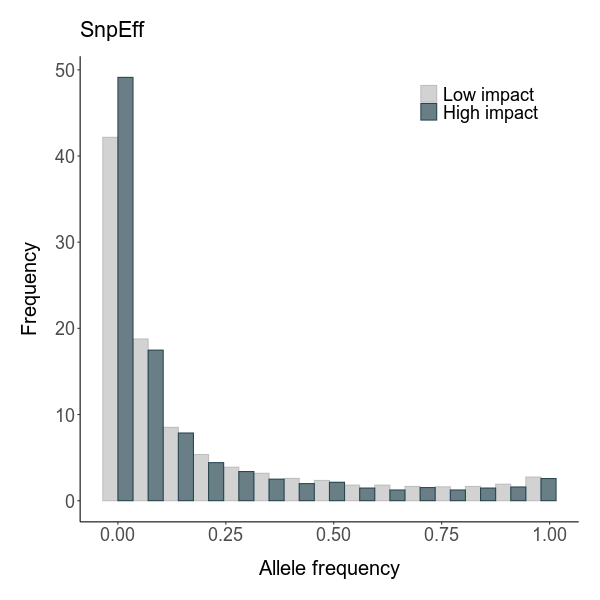 SnpEff
50
40
30
20
10
0
Frequency
Low impact
High impact
0.00 0.25 0.50 0.75 1.00
Allele frequency